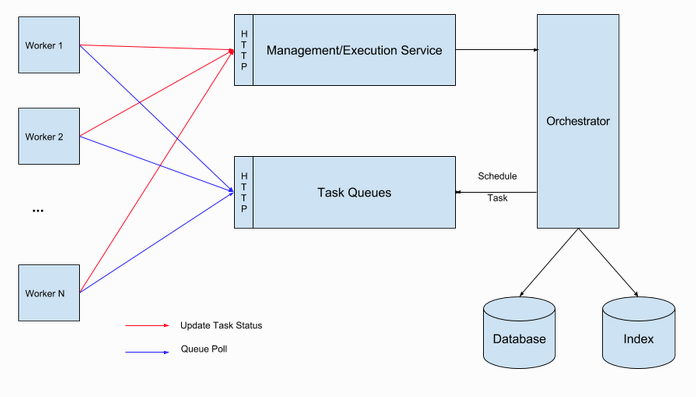 Worker 1
H
T
T
P
Management/Execution Service
Orchestrator
Worker 2
H
T
T
P
Task Queues
Schedule
Task
...
Worker N
Update Task Status
Queue Poll
Database
Index